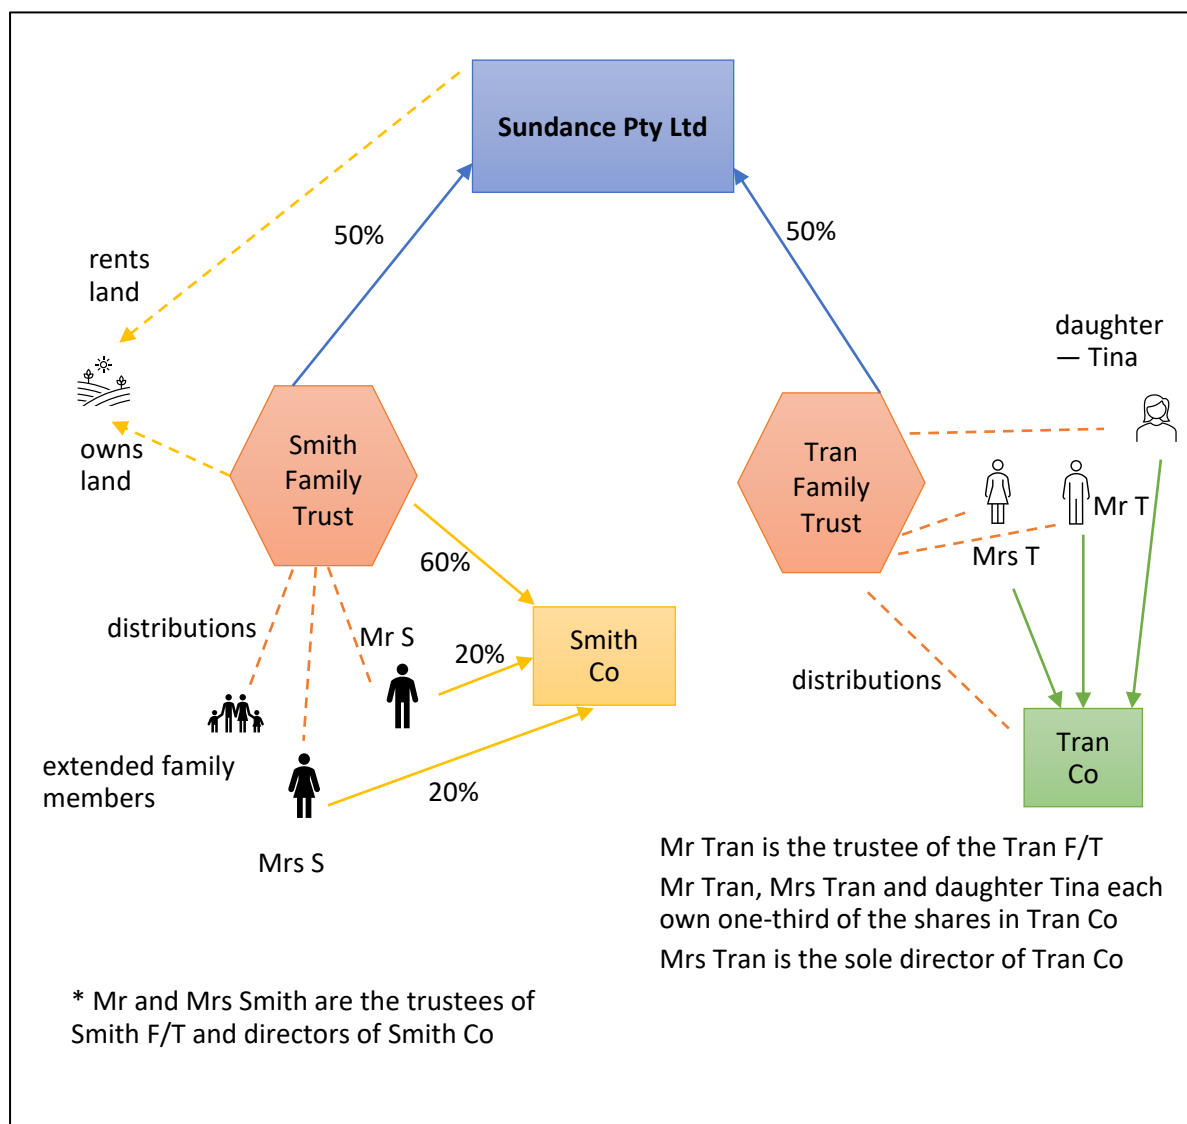 Sundance Pty Ltd
50%
50%
rents
land
daughter
— Tina
owns
land
Smith
Family
Trust
Tran
Family
Trust
Mr T
Mrs T
60%
distributions
Mr S
20%
Smith
Co
distributions
extended family
members
20%
Mrs S
Tran
Co
Mr Tran is the trustee of the Tran F/T
Mr Tran, Mrs Tran and daughter Tina each
own one-third of the shares in Tran Co
Mrs Tran is the sole director of Tran Co
* Mr and Mrs Smith are the trustees of
Smith F/T and directors of Smith Co